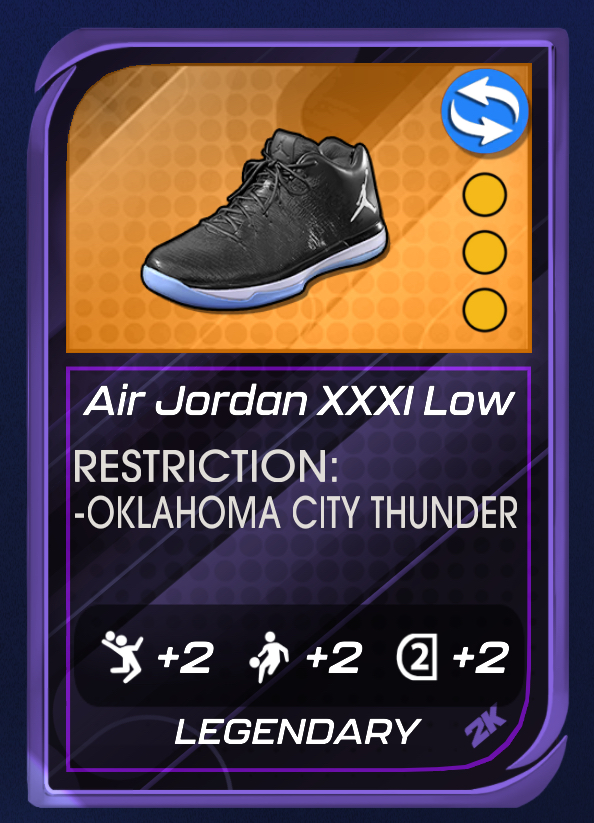 Air Jordan XXXI Low
RESTRICTION:
-OKLAHOMA CITY THUNDER
+2 +2 2 +2
LEGENDARY
2K